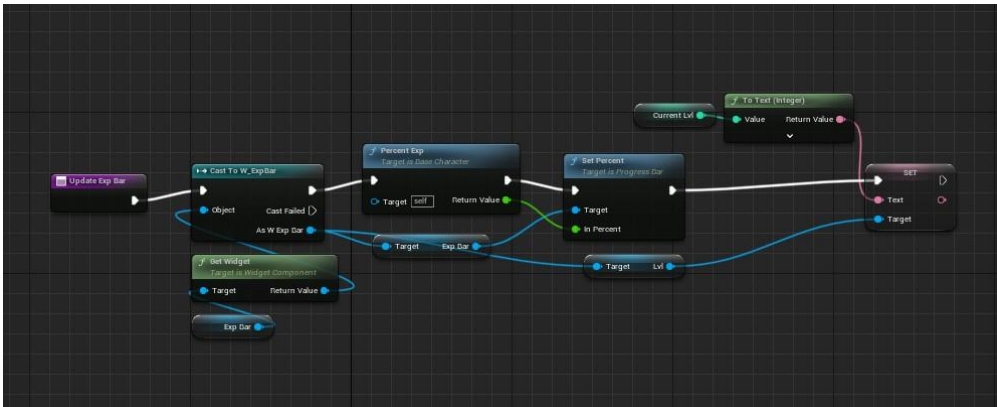 Update Exp Bar
Cast To W_ExpBar
Object
Cast Failed
As W Exp Bar
Get Widget
Target is Widget Component
Target
Return Value
Exp Bar
Percent Exp
Target is Base Character
Target
self
Return Value
Target
Exp Bar
Set Percent
Target is Progress Bar
Target
In Percent
Target
Lvl
Current Lvl
To Text (Integer)
Value
Return Value
SET
Text
Target